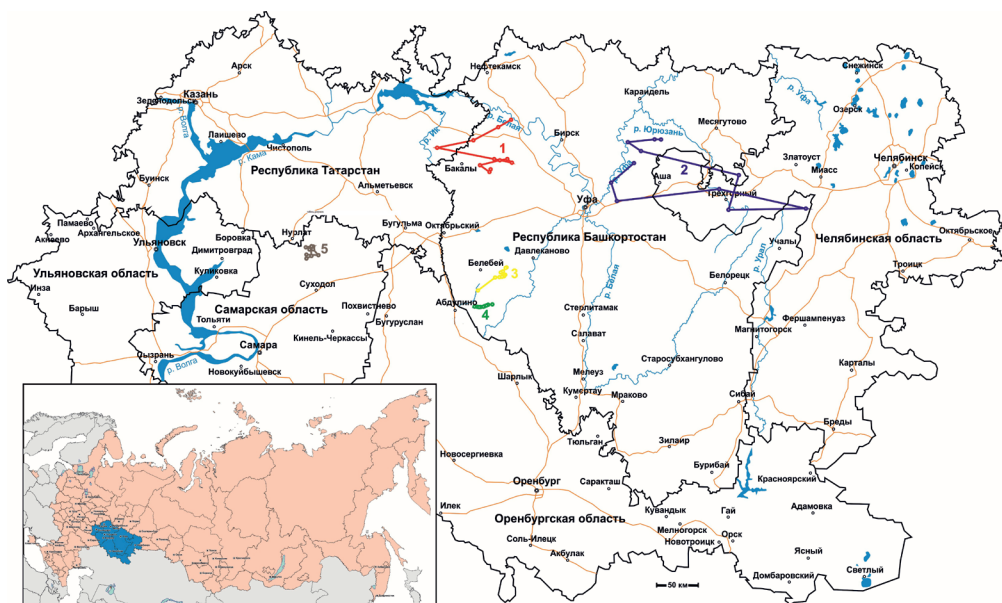 Нефтекамск
Снежинск
Арск
Караидель
р. Уфа
Казань
Зеленодольск
р. Волга
р. Белая
Озерск
Месягутово
Бирск
р. Юрюзань
р. Ик
Лаишево
Чистополь
р. Кама
1
Златоуст
Челябинск
Копейск
Миасс
Бакалы
Республика Татарстан
2
Аша
Буинск
Альметьевск
Трехгорный
Уфа
Памаево
Акпаево
Архангельское
Ульяновск
Боровка
Нурлат
Бугульма
Октябрьский
Республика Башкортостан
Учалы
Челябинская область
Октябрьское
Димитровград
5
Давлеканово
Белебей
3
Ульяновская область
Куликовка
Троицк
р. Урал
р. Белая
Белорецк
Инза
Суходол
Абдулино
4
Барыш
Самарская область
Похвистнево
Стерлитамак
Тольяти
Бугуруслан
Фершампенуаз
Магнитогорск
Кинель-Черкассы
Салават
Самара
Сызрань
р. Волга
Старосубхангулово
Новокуйбышевск
Мелеуз
Карталы
Шарлык
Кумертау
Мраково
Сибай
Бреды
Тюльган
Зилаир
Новосергиевка
Бурибай
Красноярский
Оренбург
Саракташ
Илек
Кувандык
Гай
Адамовка
Оренбургская область
Медногорск
Новотроицк
Орск
Соль-Илецк
Акбулак
Ясный
Светлый
Домбаровский
50 км